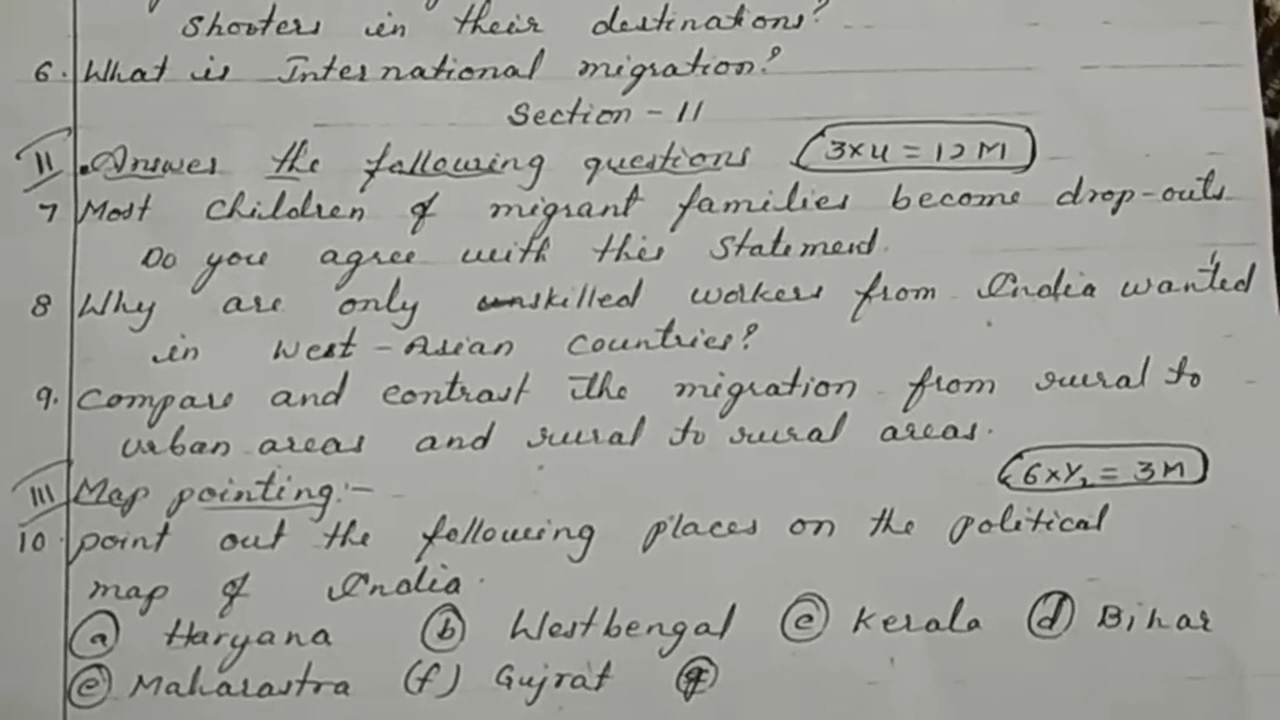 shooters in their destinations?
6. What is International migration?
Section - II
II. Answer the following questions (3x4 = 12M)
7 Most children of migrant families become drop-outs
Do you agree with this statement.
8 Why are only unskilled workers from India wanted
in West-Asian countries?
9. Compare and contrast the migration from rural to
urban areas and rural to rural areas.
III Map pointing:- (6x½ = 3M)
10. point out the following places on the political
map of India.
(a) Haryana (b) Westbengal (c) Kerala (d) Bihar
(e) Maharastra (f) Gujrat